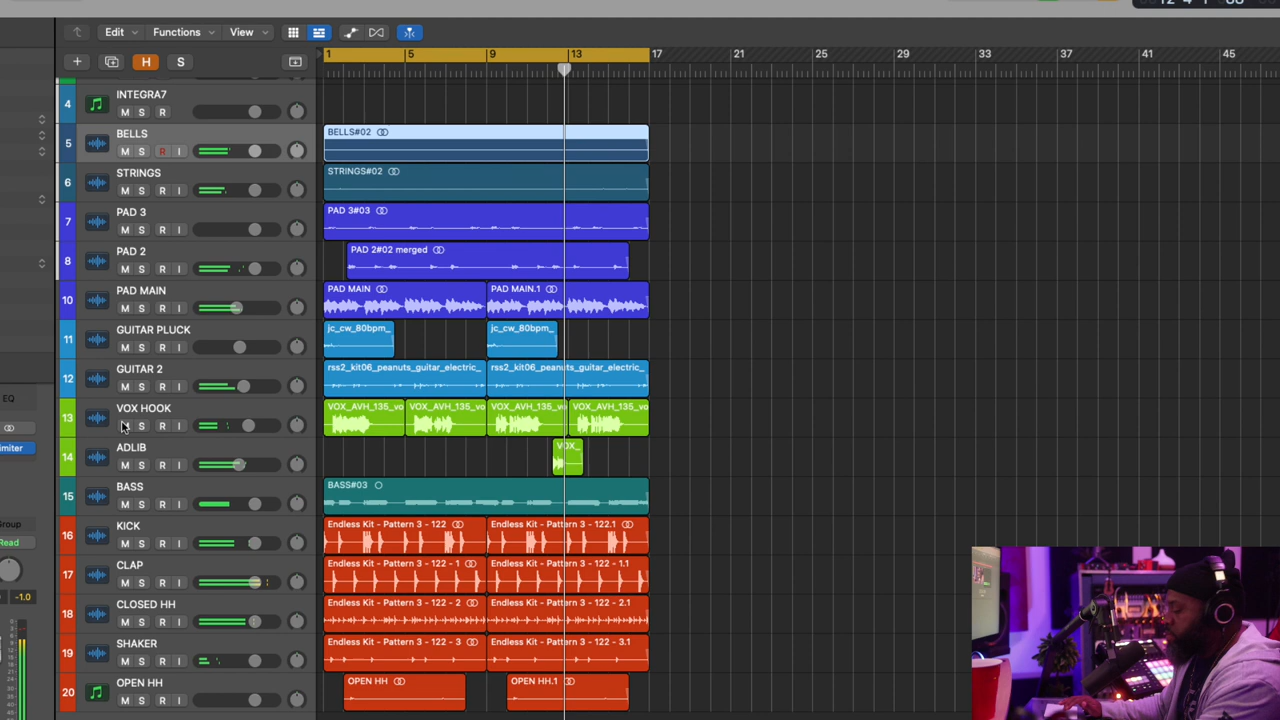 Edit
Functions
View
H
S
1 5 9 13 17 21 25 29 33 37 41 45
4 INTEGRA7
M S R
5 BELLS
M S R I
BELLS#02
6 STRINGS
M S R I
STRINGS#02
7 PAD 3
M S R I
PAD 3#03
8 PAD 2
M S R I
PAD 2#02 merged
10 PAD MAIN
M S R I
PAD MAIN PAD MAIN.1
11 GUITAR PLUCK
M S R I
jc_cw_80bpm_ jc_cw_80bpm_
12 GUITAR 2
M S R I
rss2_kit06_peanuts_guitar_electric_ rss2_kit06_peanuts_guitar_electric_
13 VOX HOOK
M S R I
VOX_AVH_135_vo VOX_AVH_135_vo VOX_AVH_135_vo VOX_AVH_135_vo
14 ADLIB
M S R I
VOX_
15 BASS
M S R I
BASS#03
16 KICK
M S R I
Endless Kit - Pattern 3 - 122 Endless Kit - Pattern 3 - 122.1
17 CLAP
M S R I
Endless Kit - Pattern 3 - 122 - 1 Endless Kit - Pattern 3 - 122 - 1.1
18 CLOSED HH
M S R I
Endless Kit - Pattern 3 - 122 - 2 Endless Kit - Pattern 3 - 122 - 2.1
19 SHAKER
M S R I
Endless Kit - Pattern 3 - 122 - 3 Endless Kit - Pattern 3 - 122 - 3.1
20 OPEN HH
M S R I
OPEN HH OPEN HH.1
EQ
imiter
Group
Read
-1.0